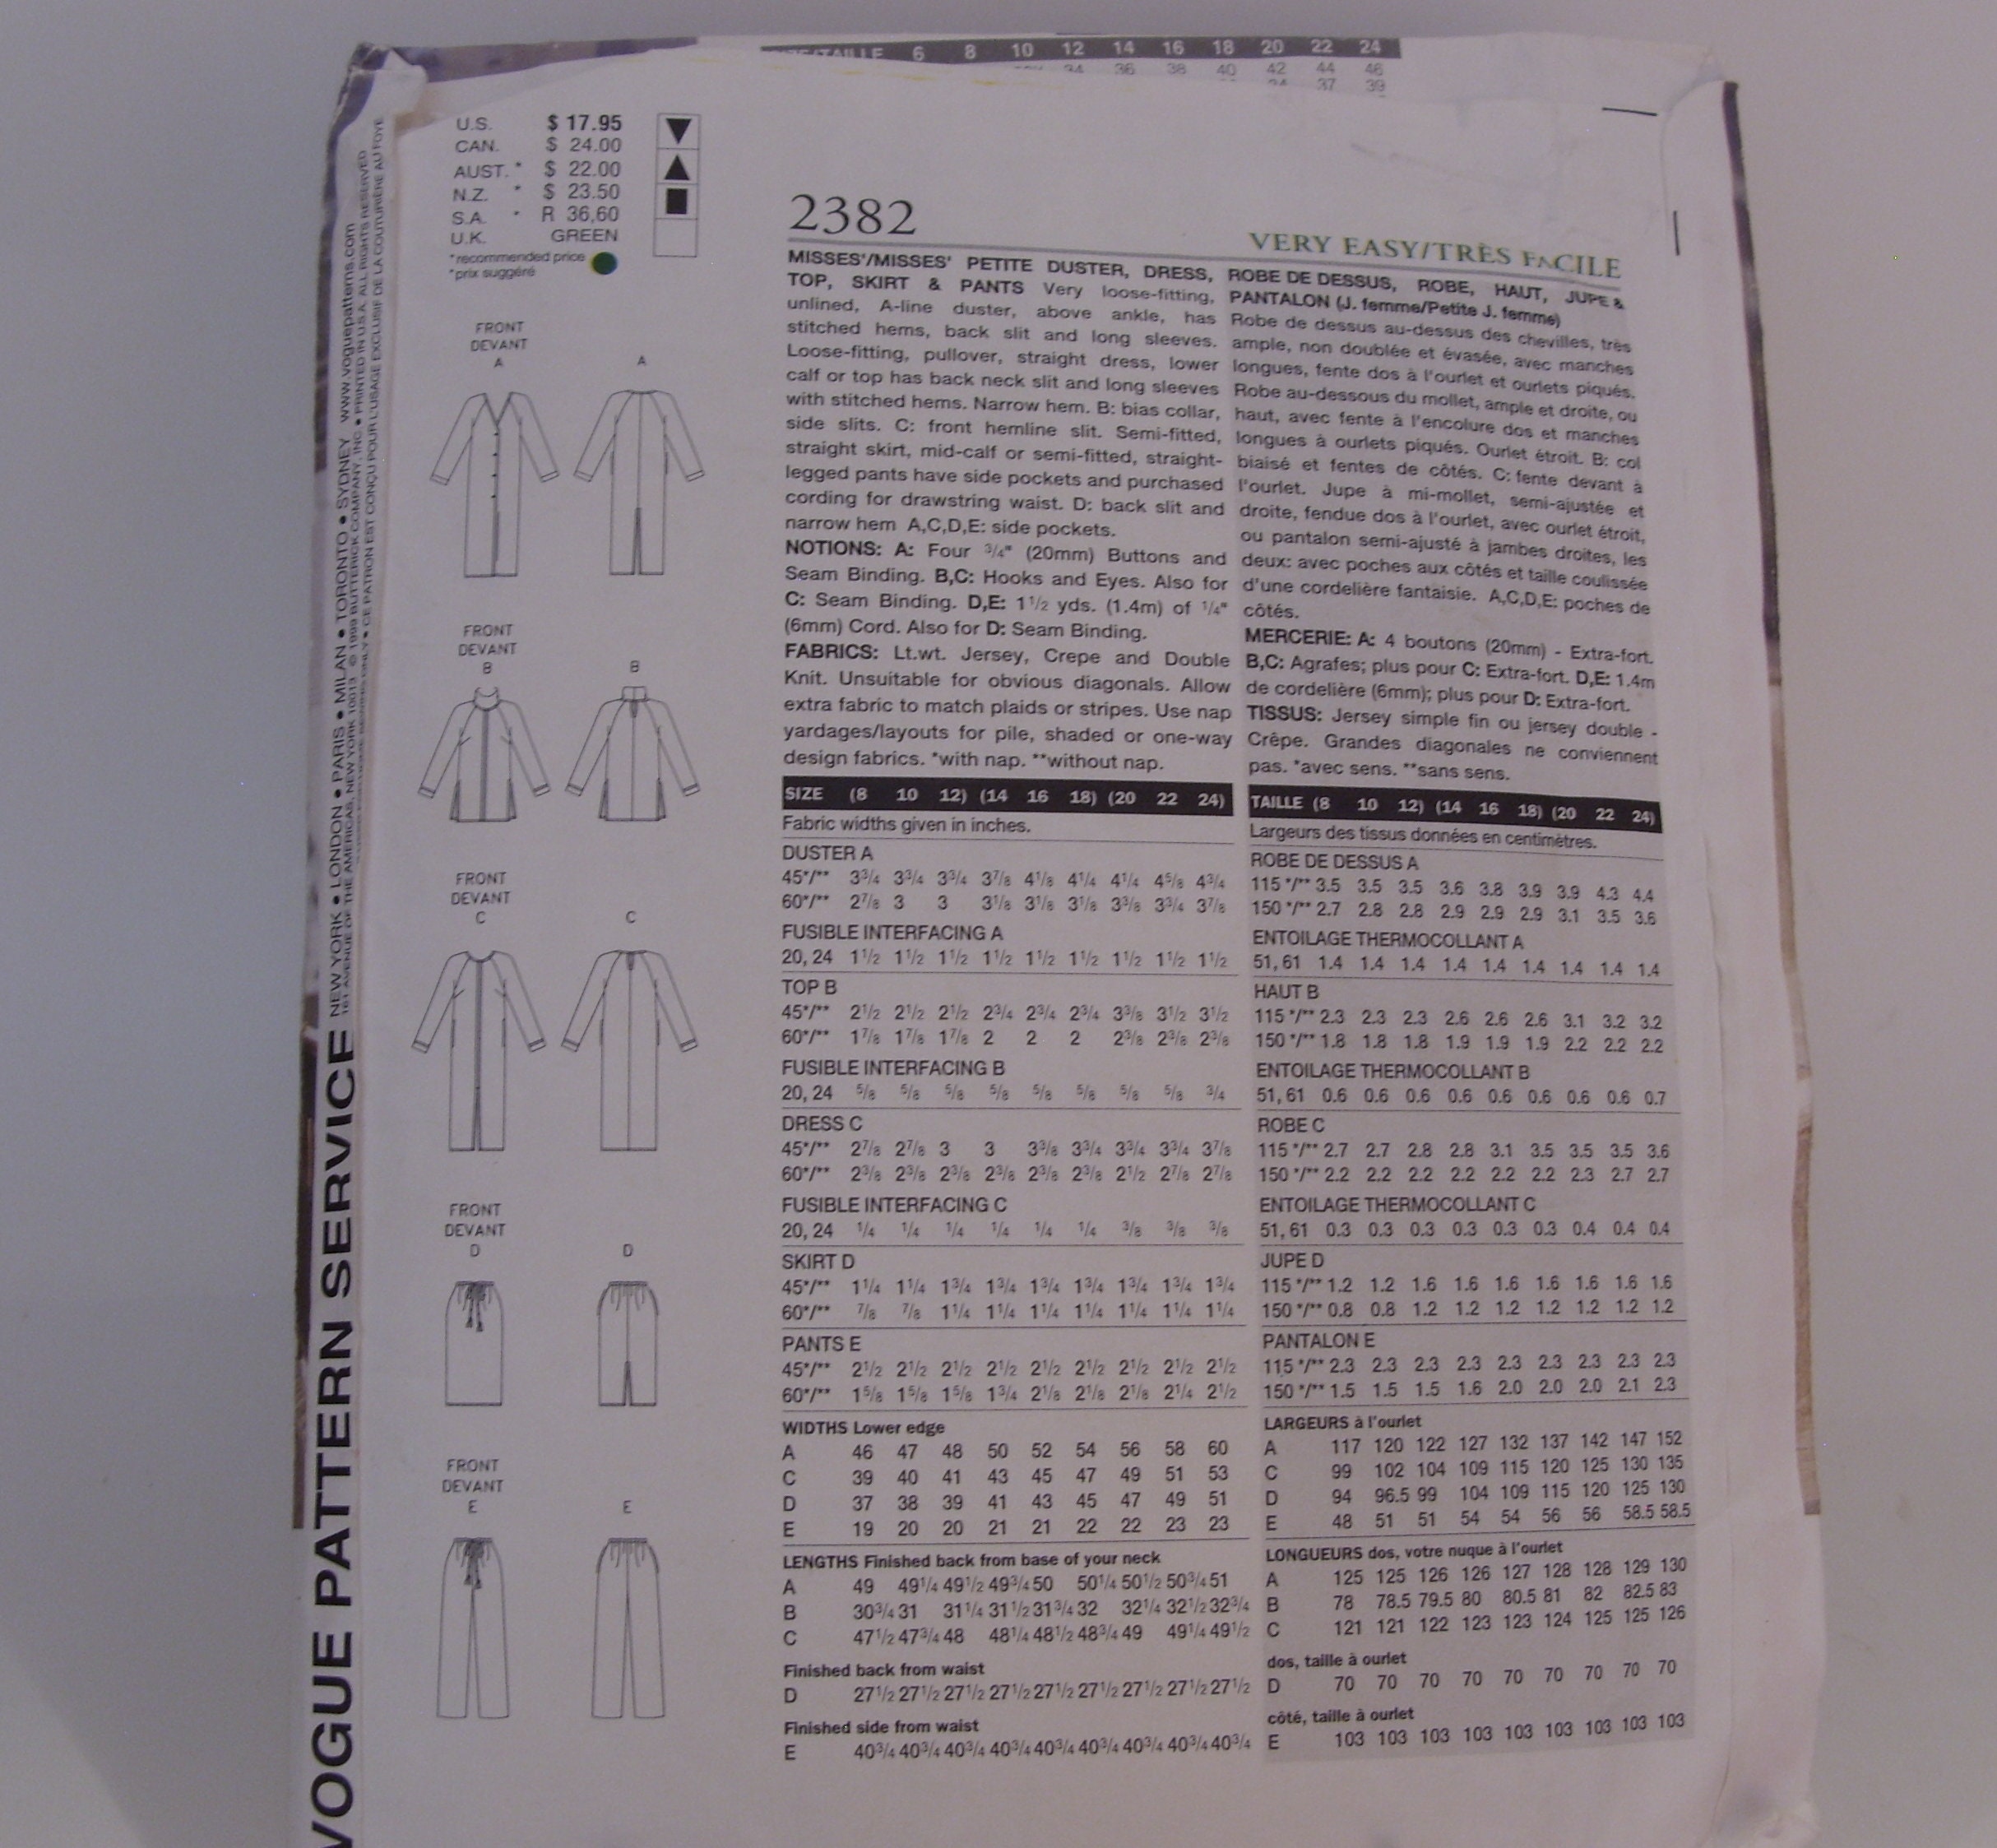 SIZE/TAILLE 6 8 10 12 14 16 18 20 22 24
34 36 38 40 42 44 46
34 37 39
U.S. $ 17.95
CAN. $ 24.00
AUST. * $ 22.00
N.Z. * $ 23.50
S.A. * R 36,60
U.K. GREEN
*recommended price
*prix suggéré
FRONT
DEVANT
A A
FRONT
DEVANT
B B
FRONT
DEVANT
C C
FRONT
DEVANT
D D
FRONT
DEVANT
E E
VOGUE PATTERN SERVICE NEW YORK • LONDON • PARIS • MILAN • TORONTO • SYDNEY www.voguepatterns.com
161 AVENUE OF THE AMERICAS, NEW YORK, NEW YORK 10013 © 1999 BUTTERICK COMPANY, INC. • PRINTED IN U.S.A. ALL RIGHTS RESERVED
• CE PATRON EST CONÇU POUR L'USAGE EXCLUSIF DE LA COUTURIÈRE AU FOYER
2382
VERY EASY/TRÈS FACILE
MISSES'/MISSES' PETITE DUSTER, DRESS,
TOP, SKIRT & PANTS Very loose-fitting,
unlined, A-line duster, above ankle, has
stitched hems, back slit and long sleeves.
Loose-fitting, pullover, straight dress, lower
calf or top has back neck slit and long sleeves
with stitched hems. Narrow hem. B: bias collar,
side slits. C: front hemline slit. Semi-fitted,
straight skirt, mid-calf or semi-fitted, straight-
legged pants have side pockets and purchased
cording for drawstring waist. D: back slit and
narrow hem A,C,D,E: side pockets.
NOTIONS: A: Four 3/4" (20mm) Buttons and
Seam Binding. B,C: Hooks and Eyes. Also for
C: Seam Binding. D,E: 1 1/2 yds. (1.4m) of 1/4"
(6mm) Cord. Also for D: Seam Binding.
FABRICS: Lt.wt. Jersey, Crepe and Double
Knit. Unsuitable for obvious diagonals. Allow
extra fabric to match plaids or stripes. Use nap
yardages/layouts for pile, shaded or one-way
design fabrics. *with nap. **without nap.
SIZE (8 10 12) (14 16 18) (20 22 24)
Fabric widths given in inches.
DUSTER A
45*/** 3 3/4 3 3/4 3 3/4 3 7/8 4 1/8 4 1/4 4 1/4 4 5/8 4 3/4
60*/** 2 7/8 3 3 3 1/8 3 1/8 3 1/8 3 3/8 3 3/4 3 7/8
FUSIBLE INTERFACING A
20, 24 1 1/2 1 1/2 1 1/2 1 1/2 1 1/2 1 1/2 1 1/2 1 1/2 1 1/2
TOP B
45*/** 2 1/2 2 1/2 2 1/2 2 3/4 2 3/4 2 3/4 3 3/8 3 1/2 3 1/2
60*/** 1 7/8 1 7/8 1 7/8 2 2 2 2 3/8 2 3/8 2 3/8
FUSIBLE INTERFACING B
20, 24 5/8 5/8 5/8 5/8 5/8 5/8 5/8 5/8 3/4
DRESS C
45*/** 2 7/8 2 7/8 3 3 3 3/8 3 3/4 3 3/4 3 3/4 3 7/8
60*/** 2 3/8 2 3/8 2 3/8 2 3/8 2 3/8 2 3/8 2 1/2 2 7/8 2 7/8
FUSIBLE INTERFACING C
20, 24 1/4 1/4 1/4 1/4 1/4 1/4 3/8 3/8 3/8
SKIRT D
45*/** 1 1/4 1 1/4 1 3/4 1 3/4 1 3/4 1 3/4 1 3/4 1 3/4 1 3/4
60*/** 7/8 7/8 1 1/4 1 1/4 1 1/4 1 1/4 1 1/4 1 1/4 1 1/4
PANTS E
45*/** 2 1/2 2 1/2 2 1/2 2 1/2 2 1/2 2 1/2 2 1/2 2 1/2 2 1/2
60*/** 1 5/8 1 5/8 1 5/8 1 3/4 2 1/8 2 1/8 2 1/8 2 1/4 2 1/2
WIDTHS Lower edge
A 46 47 48 50 52 54 56 58 60
C 39 40 41 43 45 47 49 51 53
D 37 38 39 41 43 45 47 49 51
E 19 20 20 21 21 22 22 23 23
LENGTHS Finished back from base of your neck
A 49 49 1/4 49 1/2 49 3/4 50 50 1/4 50 1/2 50 3/4 51
B 30 3/4 31 31 1/4 31 1/2 31 3/4 32 32 1/4 32 1/2 32 3/4
C 47 1/2 47 3/4 48 48 1/4 48 1/2 48 3/4 49 49 1/4 49 1/2
Finished back from waist
D 27 1/2 27 1/2 27 1/2 27 1/2 27 1/2 27 1/2 27 1/2 27 1/2 27 1/2
Finished side from waist
E 40 3/4 40 3/4 40 3/4 40 3/4 40 3/4 40 3/4 40 3/4 40 3/4 40 3/4
ROBE DE DESSUS, ROBE, HAUT, JUPE &
PANTALON (J. femme/Petite J. femme)
Robe de dessus au-dessus des chevilles, très
ample, non doublée et évasée, avec manches
longues, fente dos à l'ourlet et ourlets piqués.
Robe au-dessous du mollet, ample et droite, ou
haut, avec fente à l'encolure dos et manches
longues à ourlets piqués. Ourlet étroit. B: col
biaisé et fentes de côtés. C: fente devant à
l'ourlet. Jupe à mi-mollet, semi-ajustée et
droite, fendue dos à l'ourlet, avec ourlet étroit,
ou pantalon semi-ajusté à jambes droites, les
deux: avec poches aux côtés et taille coulissée
d'une cordelière fantaisie. A,C,D,E: poches de
côtés.
MERCERIE: A: 4 boutons (20mm) - Extra-fort.
B,C: Agrafes; plus pour C: Extra-fort. D,E: 1.4m
de cordelière (6mm); plus pour D: Extra-fort.
TISSUS: Jersey simple fin ou jersey double -
Crêpe. Grandes diagonales ne conviennent
pas. *avec sens. **sans sens.
TAILLE (8 10 12) (14 16 18) (20 22 24)
Largeurs des tissus données en centimètres.
ROBE DE DESSUS A
115 */** 3.5 3.5 3.5 3.6 3.8 3.9 3.9 4.3 4.4
150 */** 2.7 2.8 2.8 2.9 2.9 2.9 3.1 3.5 3.6
ENTOILAGE THERMOCOLLANT A
51, 61 1.4 1.4 1.4 1.4 1.4 1.4 1.4 1.4 1.4
HAUT B
115 */** 2.3 2.3 2.3 2.6 2.6 2.6 3.1 3.2 3.2
150 */** 1.8 1.8 1.8 1.9 1.9 1.9 2.2 2.2 2.2
ENTOILAGE THERMOCOLLANT B
51, 61 0.6 0.6 0.6 0.6 0.6 0.6 0.6 0.6 0.7
ROBE C
115 */** 2.7 2.7 2.8 2.8 3.1 3.5 3.5 3.5 3.6
150 */** 2.2 2.2 2.2 2.2 2.2 2.2 2.3 2.7 2.7
ENTOILAGE THERMOCOLLANT C
51, 61 0.3 0.3 0.3 0.3 0.3 0.3 0.4 0.4 0.4
JUPE D
115 */** 1.2 1.2 1.6 1.6 1.6 1.6 1.6 1.6 1.6
150 */** 0.8 0.8 1.2 1.2 1.2 1.2 1.2 1.2 1.2
PANTALON E
115 */** 2.3 2.3 2.3 2.3 2.3 2.3 2.3 2.3 2.3
150 */** 1.5 1.5 1.5 1.6 2.0 2.0 2.0 2.1 2.3
LARGEURS à l'ourlet
A 117 120 122 127 132 137 142 147 152
C 99 102 104 109 115 120 125 130 135
D 94 96.5 99 104 109 115 120 125 130
E 48 51 51 54 54 56 56 58.5 58.5
LONGUEURS dos, votre nuque à l'ourlet
A 125 125 126 126 127 128 128 129 130
B 78 78.5 79.5 80 80.5 81 82 82.5 83
C 121 121 122 123 123 124 125 125 126
dos, taille à ourlet
D 70 70 70 70 70 70 70 70 70
côté, taille à ourlet
E 103 103 103 103 103 103 103 103 103